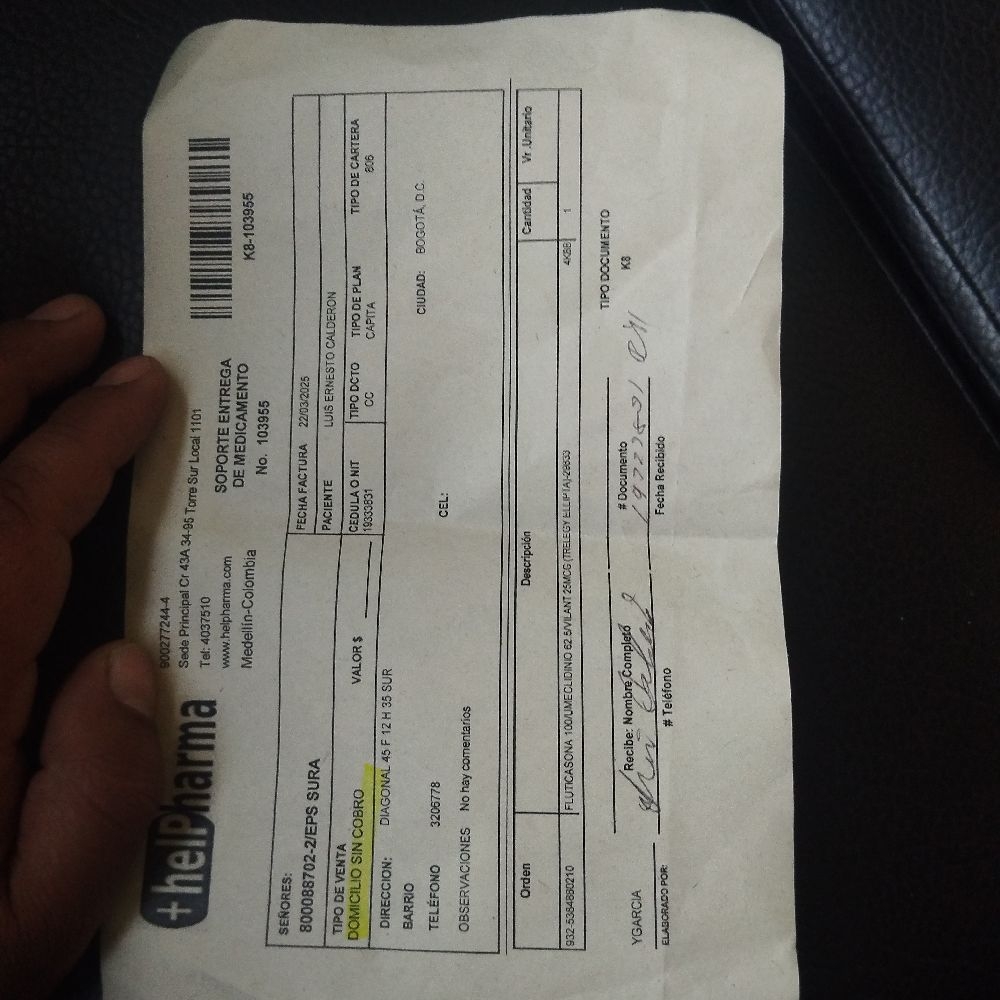 +helPharma
900277244-4
Sede Principal Cr 43A 34-95 Torre Sur Local 1101
Tel: 4037510
www.helpharma.com
Medellín-Colombia
SOPORTE ENTREGA
DE MEDICAMENTO
No. 103955
K8-103955
SEÑORES:
800088702-2/EPS SURA
FECHA FACTURA 22/03/2025
PACIENTE LUIS ERNESTO CALDERON
TIPO DE VENTA VALOR $
DOMICILIO SIN COBRO
CEDULA O NIT TIPO DCTO TIPO DE PLAN TIPO DE CARTERA
19333831 CC CAPITA 806
DIRECCION: DIAGONAL 45 F 12 H 35 SUR
BARRIO CIUDAD: BOGOTÁ, D.C.
TELÉFONO 3206778 CEL:
OBSERVACIONES No hay comentarios
Orden Descripción Cantidad Vr .Unitario
932-5384880210 FLUTICASONA 100/UMECLIDINIO 62.5/VILANT 25MCG (TRELEGY ELLIPTA)-29833 4K8B 1
Recibe: Nombre Completo # Documento TIPO DOCUMENTO
K8
YGARCIA
ELABORADO POR: # Teléfono Fecha Recibido